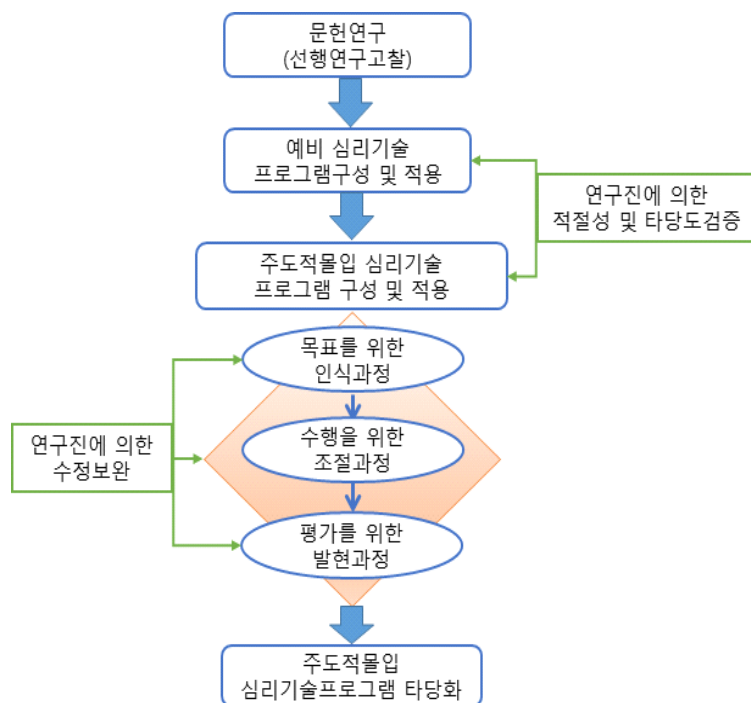 문헌연구
(선행연구고찰)
예비 심리기술
프로그램구성 및 적용
연구진에 의한
적절성 및 타당도검증
주도적몰입 심리기술
프로그램 구성 및 적용
목표를 위한
인식과정
연구진에 의한
수정보완
수행을 위한
조절과정
평가를 위한
발현과정
주도적몰입
심리기술프로그램 타당화